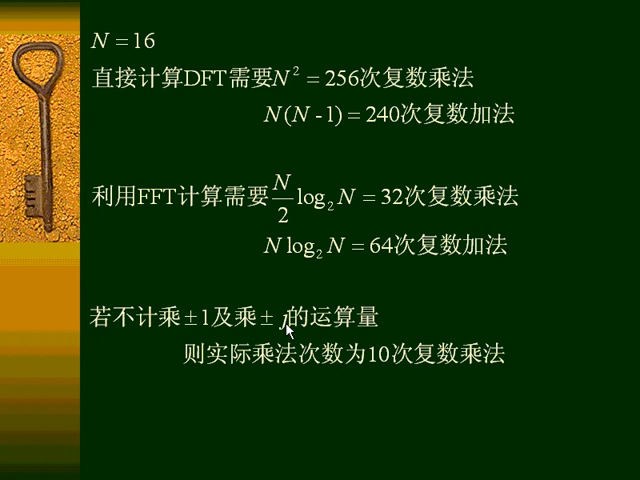 N = 16
直接计算DFT需要N² = 256次复数乘法
N(N - 1) = 240次复数加法
利用FFT计算需要 N/2 log₂ N = 32次复数乘法
N log₂ N = 64次复数加法
若不计乘±1及乘± j的运算量
则实际乘法次数为10次复数乘法